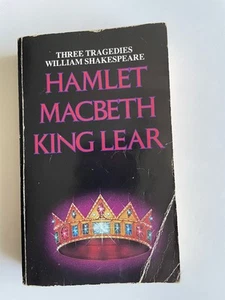 THREE TRAGEDIES
WILLIAM SHAKESPEARE
HAMLET
MACBETH
KING LEAR